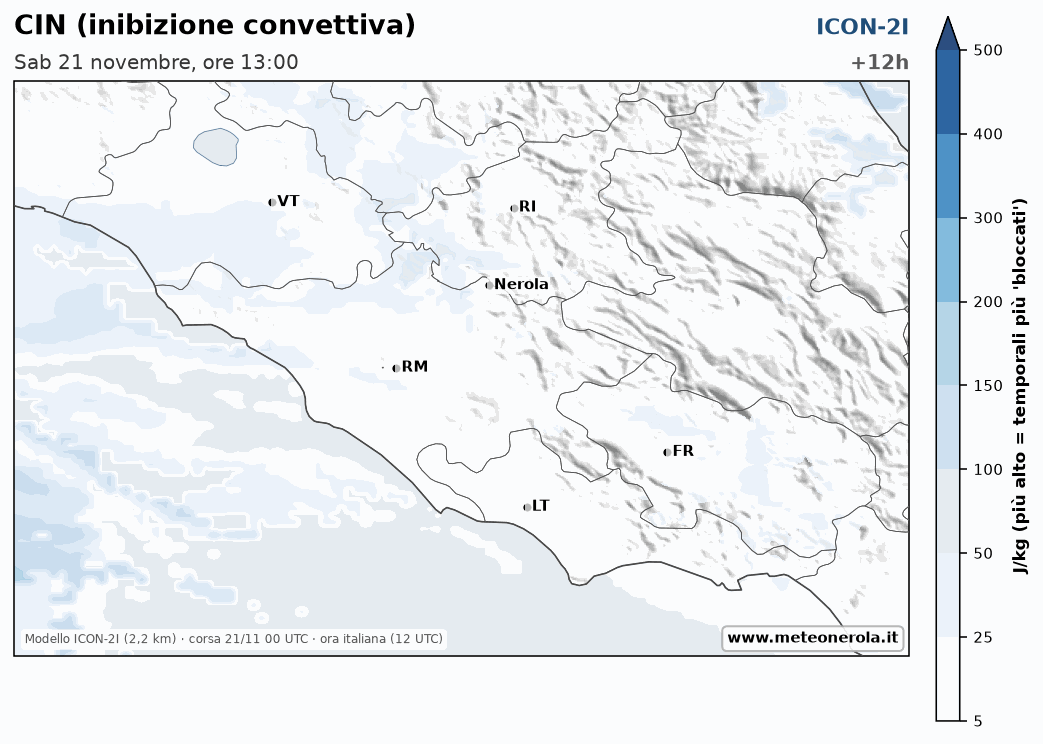 CIN (inibizione convettiva)
ICON-2I
Sab 21 novembre, ore 13:00
+12h
VT
RI
Nerola
RM
FR
LT
Modello ICON-2I (2,2 km) · corsa 21/11 00 UTC · ora italiana (12 UTC)
www.meteonerola.it
500
400
300
200
150
100
50
25
5
J/kg (più alto = temporali più 'bloccati')